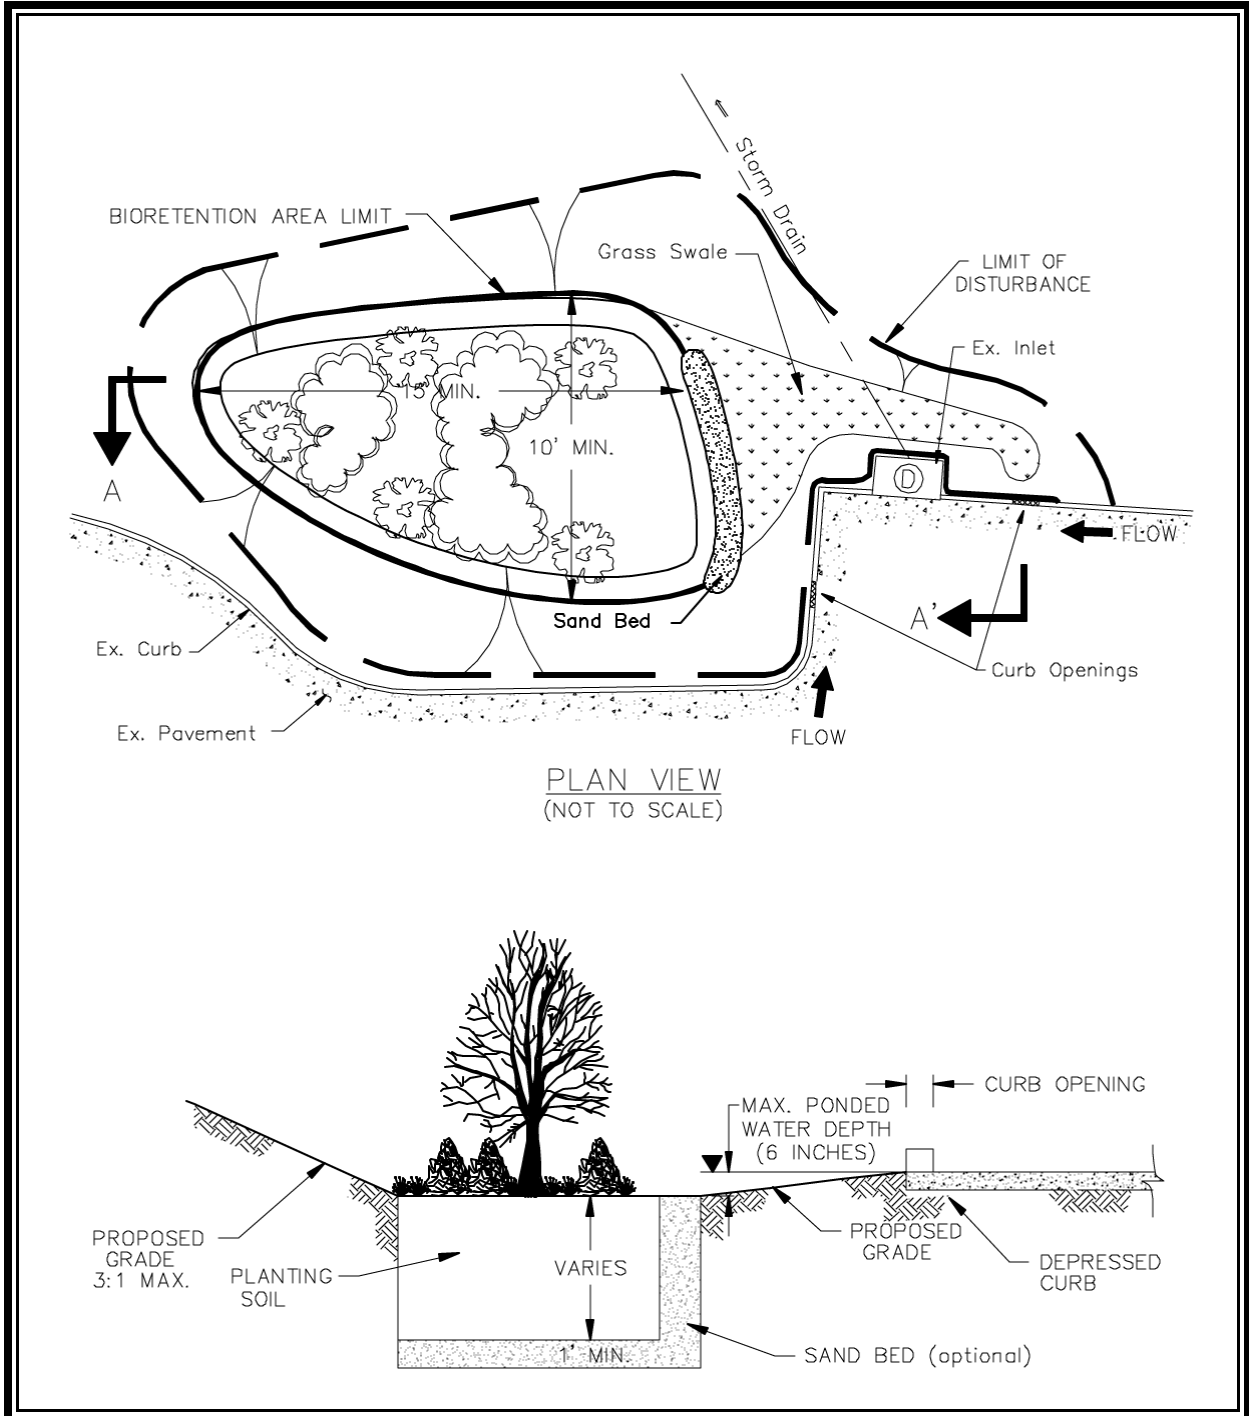 Storm Drain
BIORETENTION AREA LIMIT
Grass Swale
LIMIT OF
DISTURBANCE
Ex. Inlet
15' MIN.
10' MIN.
D
A
FLOW
A'
Sand Bed
Ex. Curb
Curb Openings
Ex. Pavement
FLOW
PLAN VIEW
(NOT TO SCALE)
CURB OPENING
MAX. PONDED
WATER DEPTH
(6 INCHES)
PROPOSED
GRADE
3:1 MAX.
PLANTING
SOIL
VARIES
PROPOSED
GRADE
DEPRESSED
CURB
1' MIN.
SAND BED (optional)